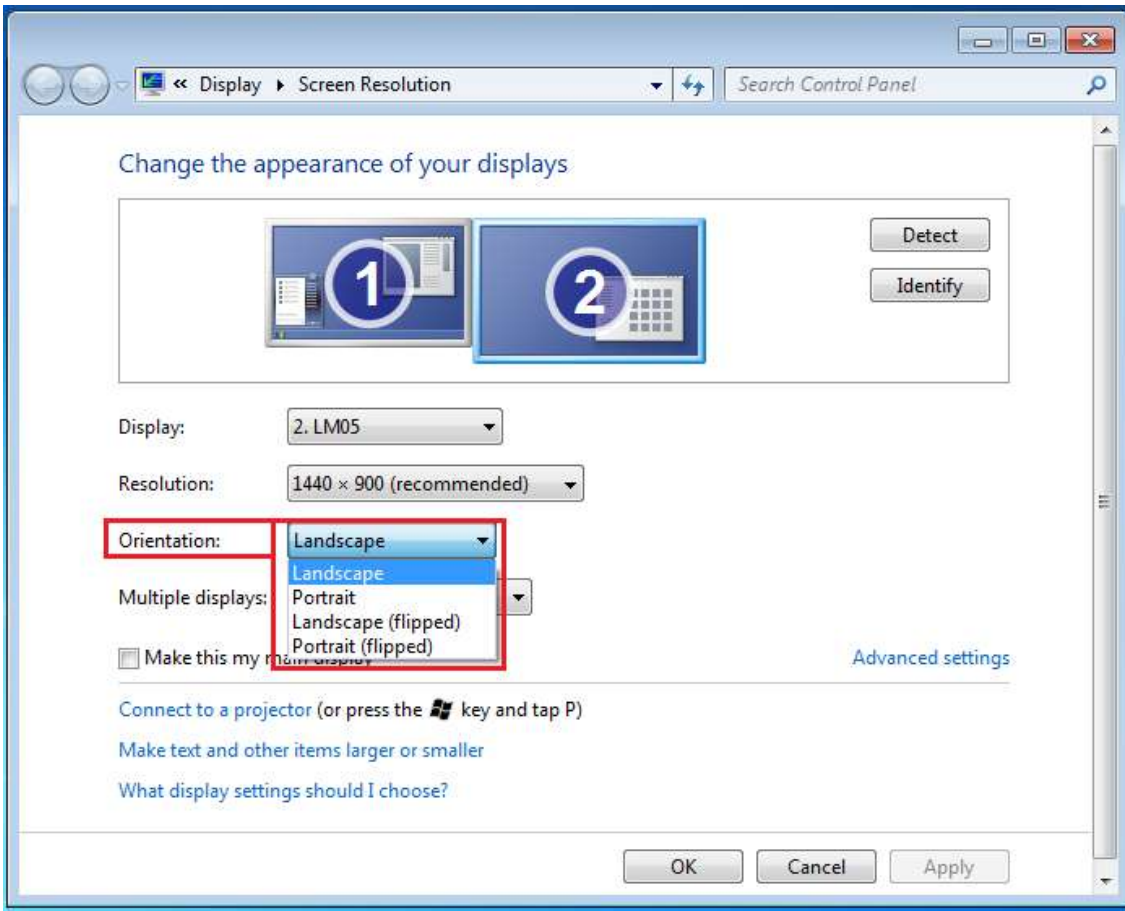 « Display ▸ Screen Resolution
Search Control Panel
Change the appearance of your displays
1
2
Detect
Identify
Display: 2. LM05
Resolution: 1440 × 900 (recommended)
Orientation: Landscape
Landscape
Portrait
Landscape (flipped)
Portrait (flipped)
Multiple displays:
Make this my main display
Advanced settings
Connect to a projector (or press the key and tap P)
Make text and other items larger or smaller
What display settings should I choose?
OK Cancel Apply